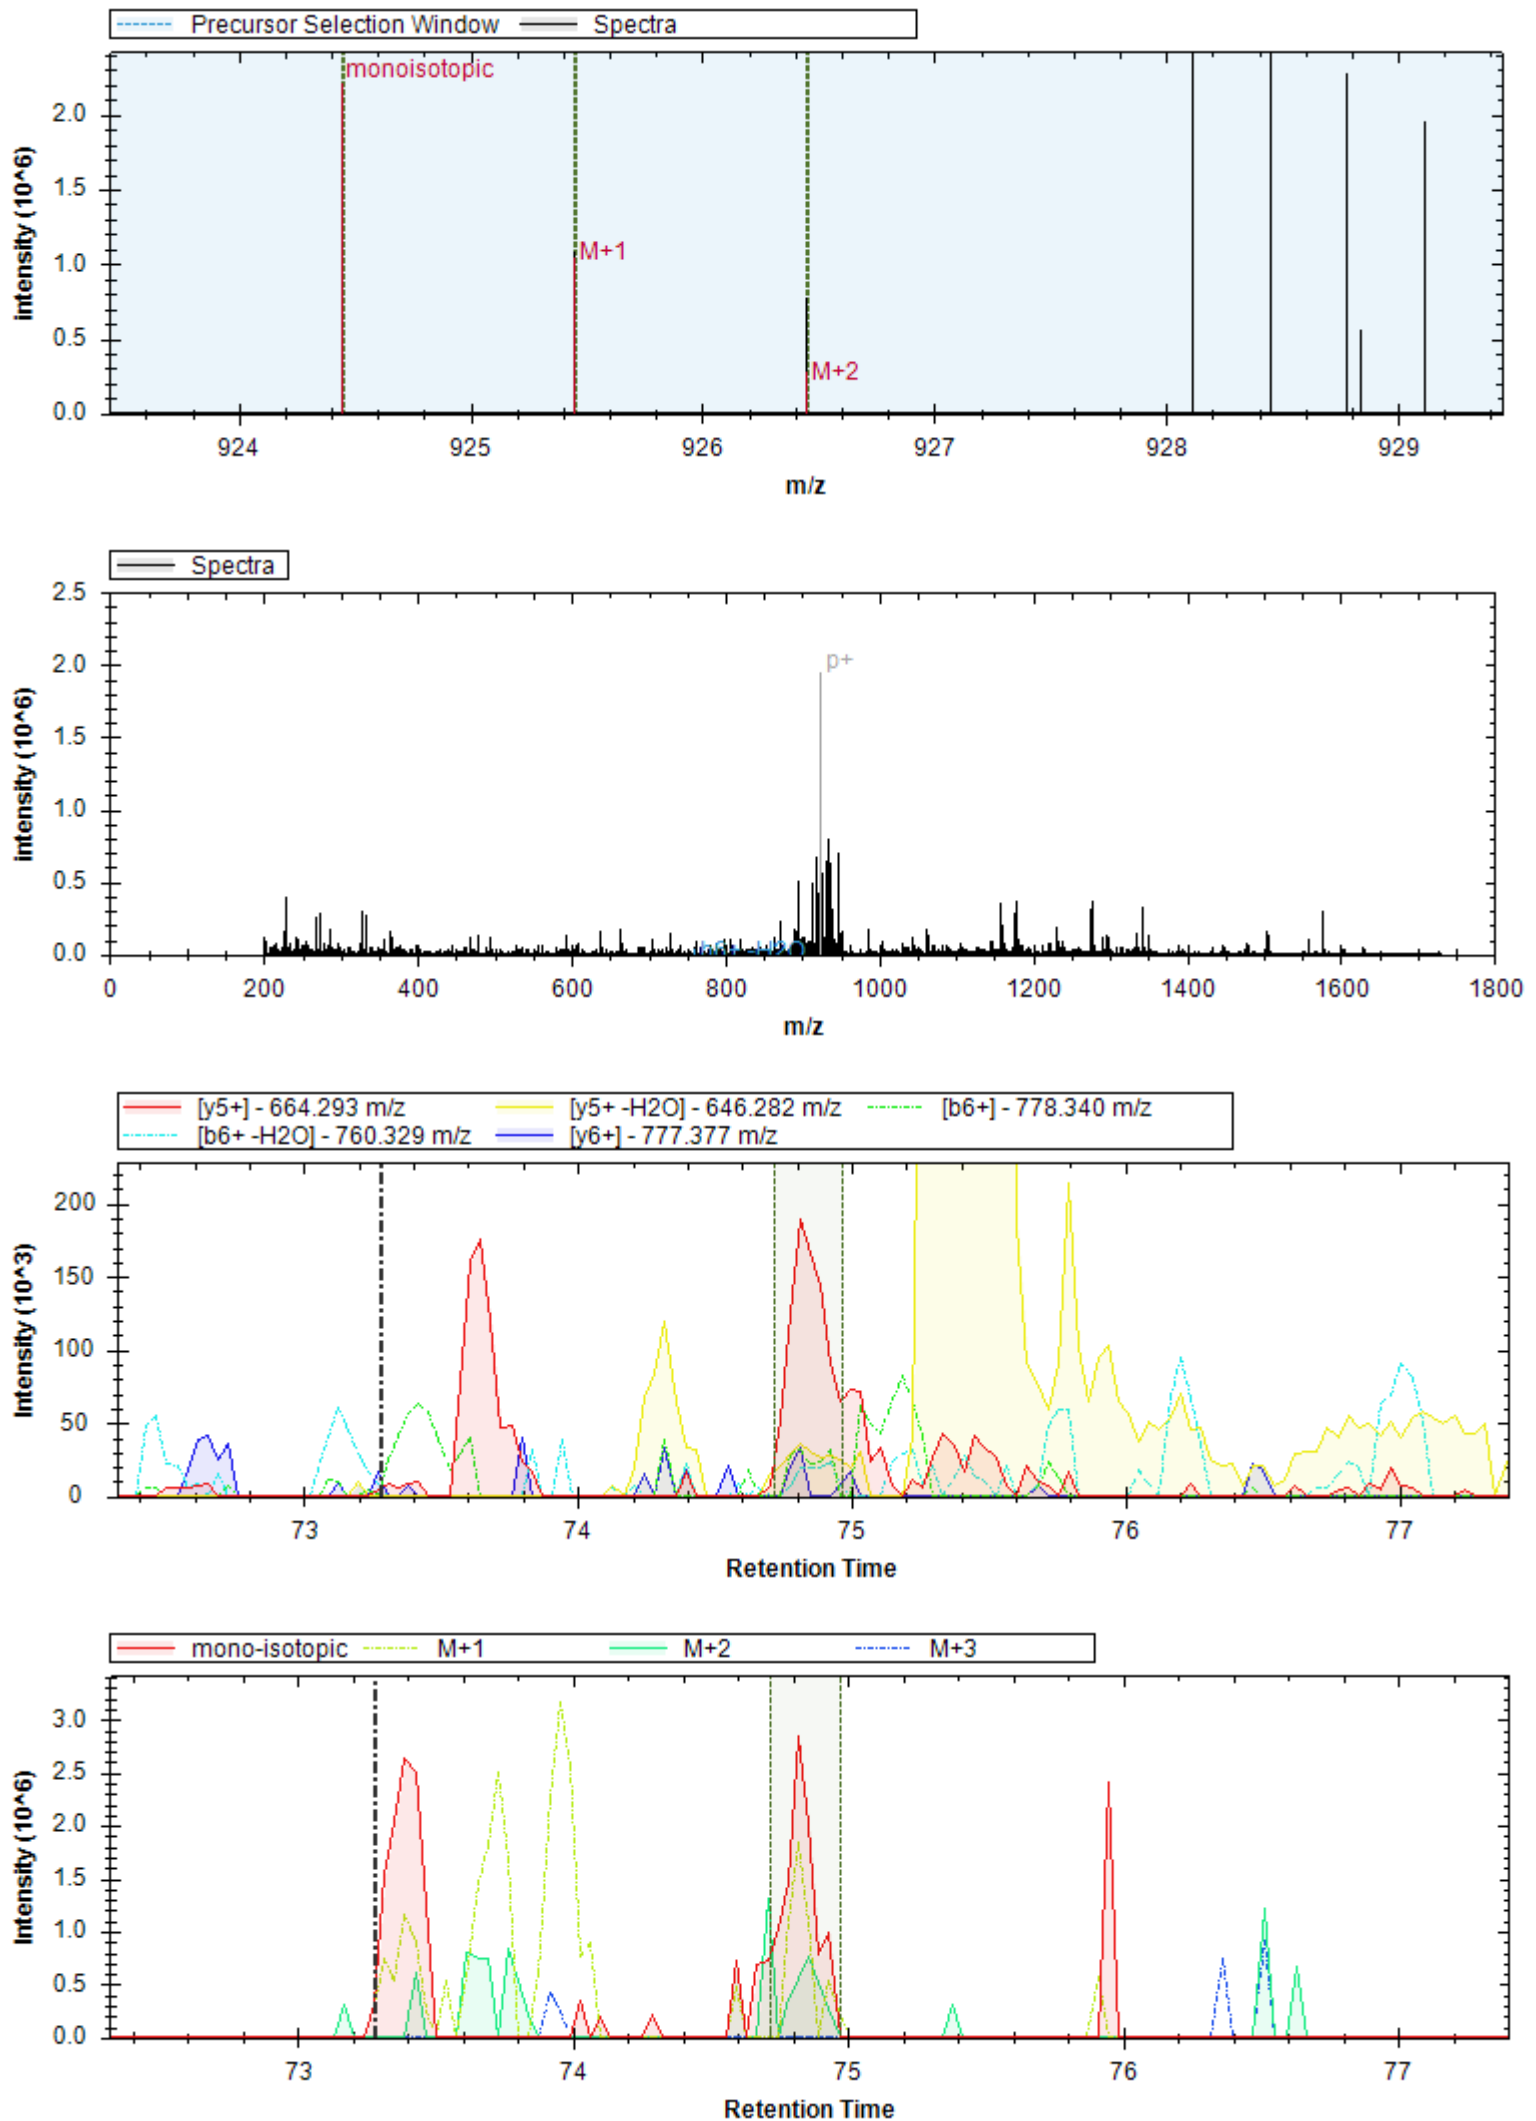 Precursor Selection Window Spectra
monoisotopic
M+1
M+2
intensity (10^6)
2.0
1.5
1.0
0.5
0.0
924 925 926 927 928 929
m/z
Spectra
p+
b6+ -H2O
intensity (10^6)
2.5
2.0
1.5
1.0
0.5
0.0
0 200 400 600 800 1000 1200 1400 1600 1800
m/z
[y5+] - 664.293 m/z [y5+ -H2O] - 646.282 m/z [b6+] - 778.340 m/z
[b6+ -H2O] - 760.329 m/z [y6+] - 777.377 m/z
Intensity (10^3)
200
150
100
50
0
73 74 75 76 77
Retention Time
mono-isotopic M+1 M+2 M+3
Intensity (10^6)
3.0
2.5
2.0
1.5
1.0
0.5
0.0
73 74 75 76 77
Retention Time